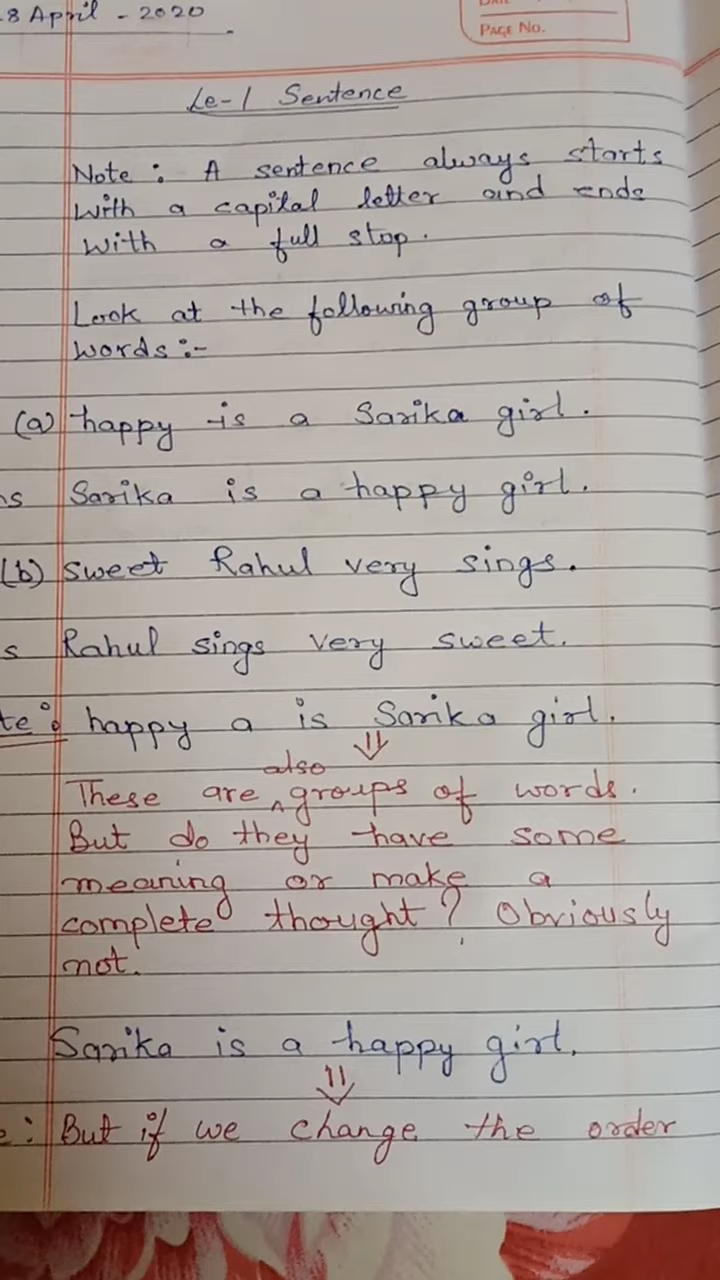 8 April - 2020
PAGE No.
Le-1 Sentence
Note : A sentence always starts
with a capital letter and ends
with a full stop.
Look at the following group of
words :-
(a) happy is a Sarika girl.
s Sarika is a happy girl.
(b) sweet Rahul very sings.
s Rahul sings very sweet.
te : happy a is Sarika girl.
⇓
also
These are ^ groups of words.
But do they have some
meaning or make a
complete thought? Obviously
not.
Sarika is a happy girl.
⇓
e : But if we change the order